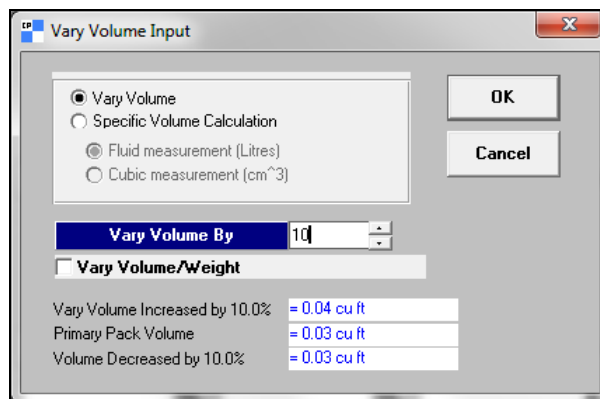 CP
Vary Volume Input
Vary Volume
Specific Volume Calculation
Fluid measurement (Litres)
Cubic measurement (cm^3)
OK
Cancel
Vary Volume By 10
Vary Volume/Weight
Vary Volume Increased by 10.0% = 0.04 cu ft
Primary Pack Volume = 0.03 cu ft
Volume Decreased by 10.0% = 0.03 cu ft